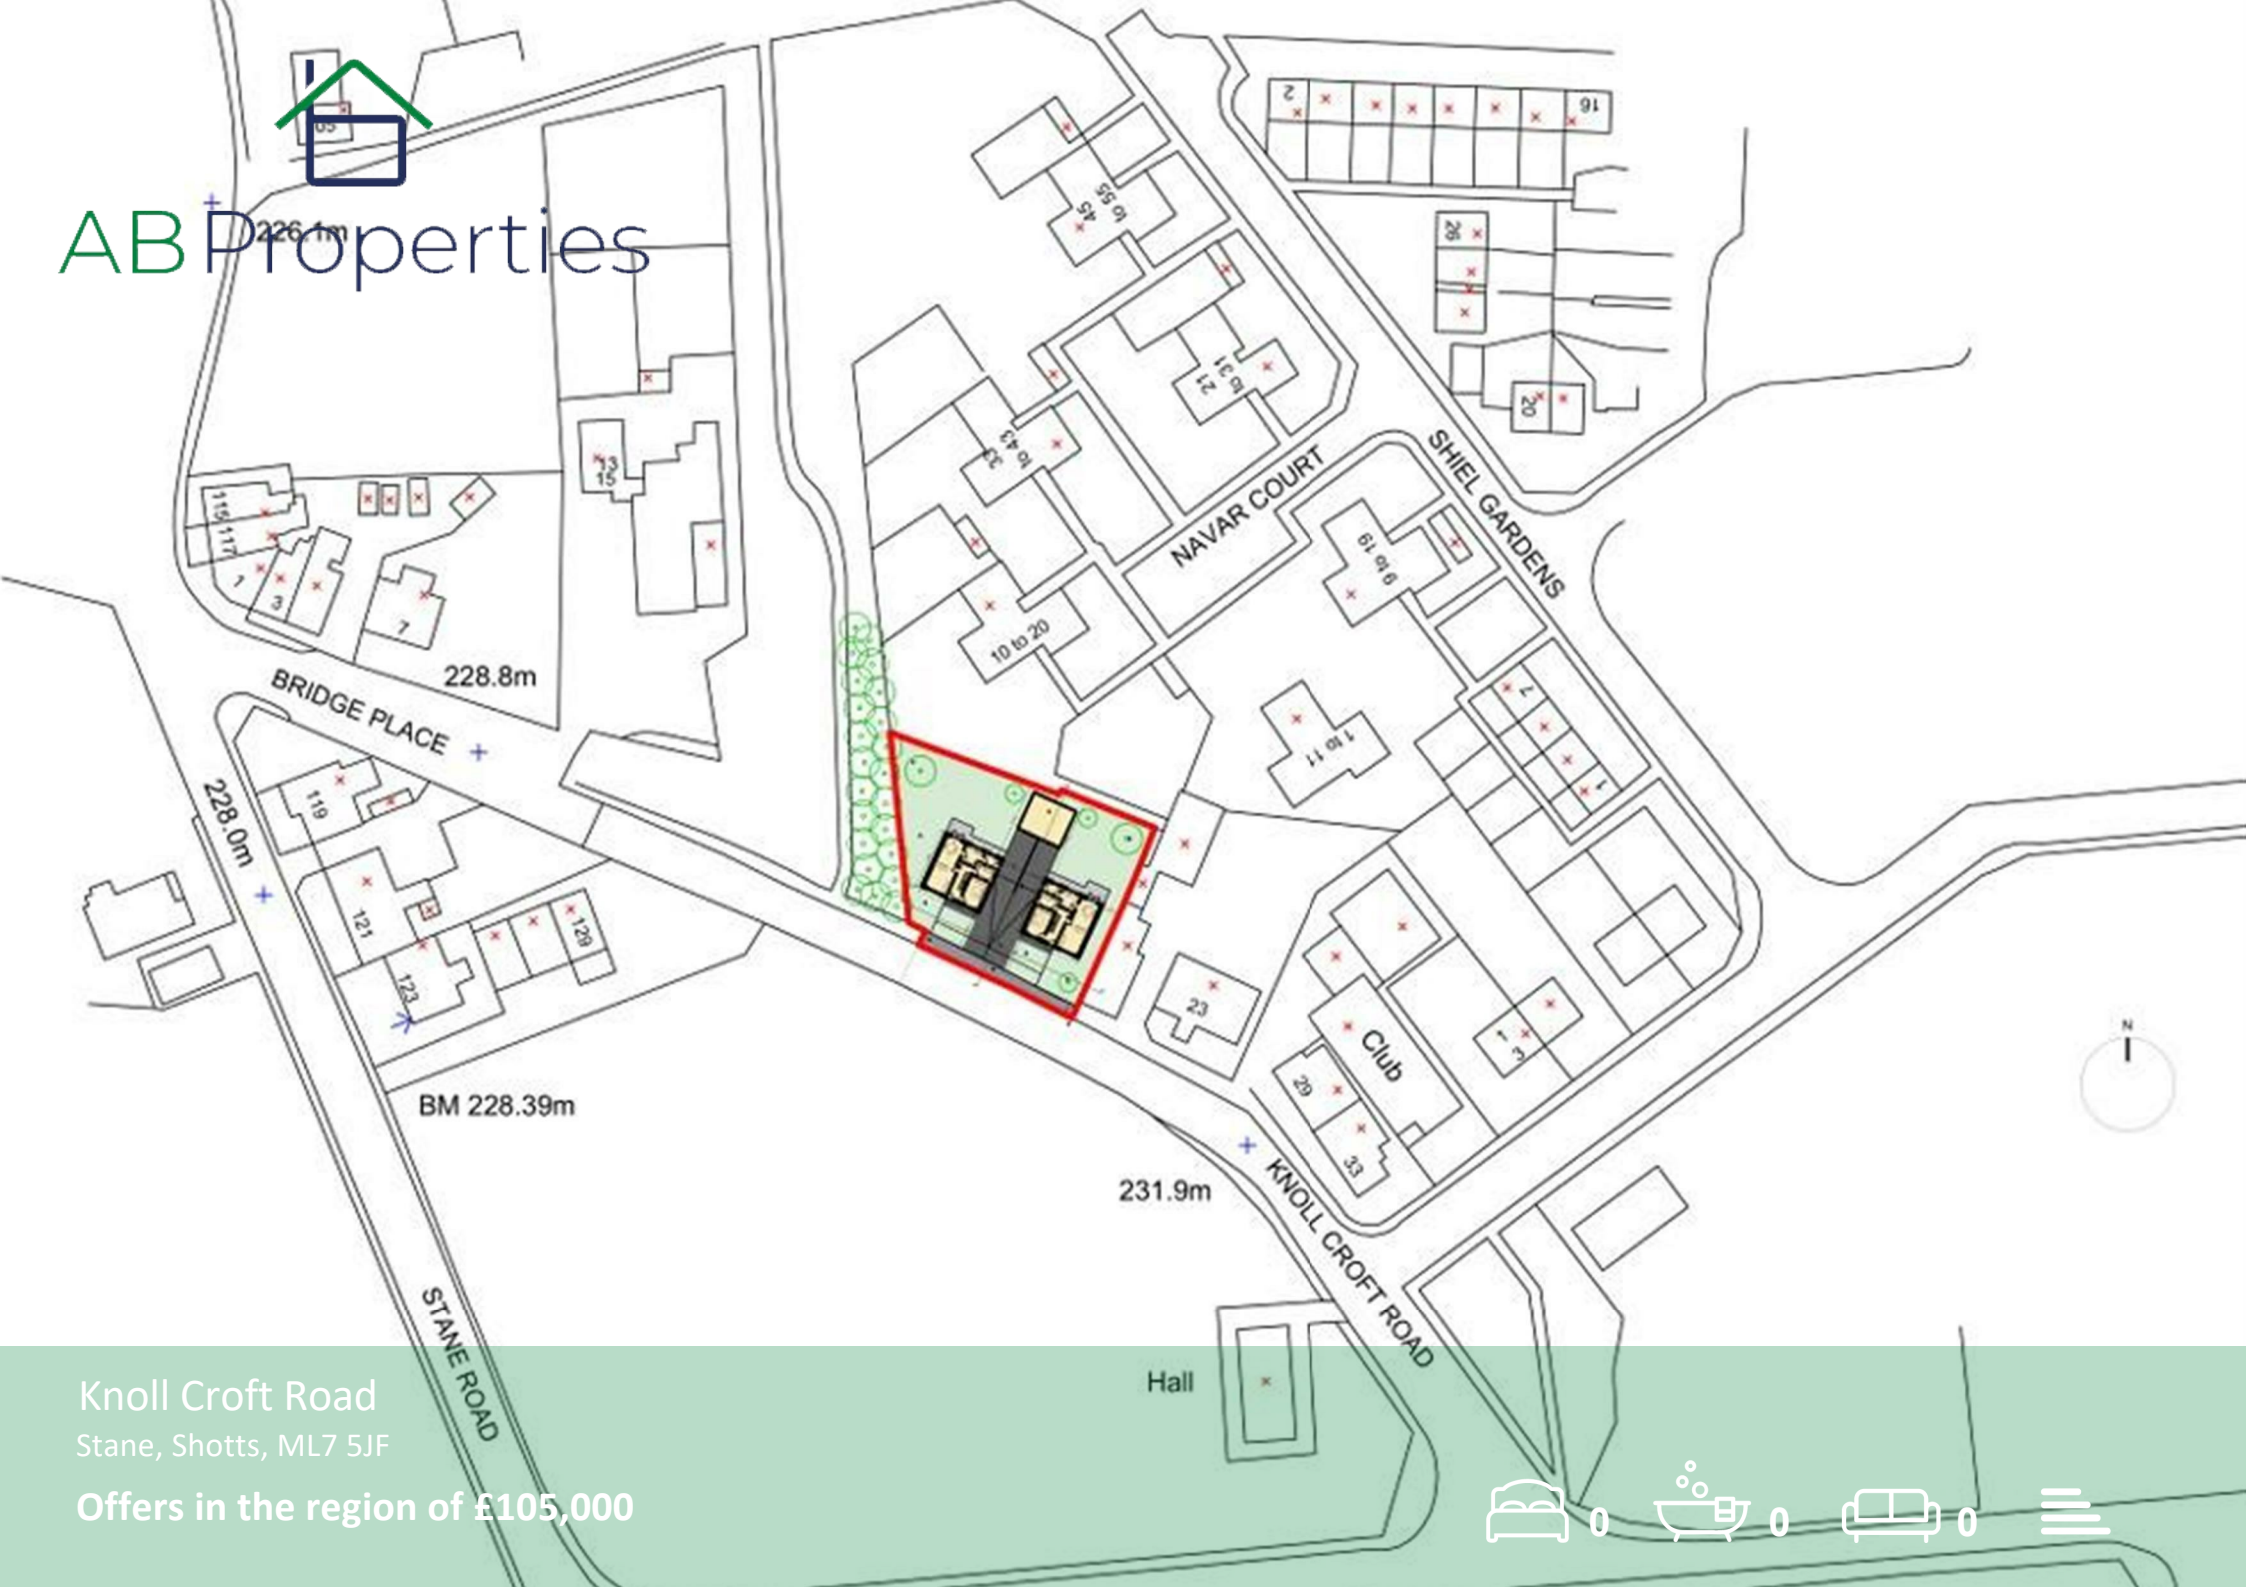 AB Properties
226.1m
2
16
45
to 55
26
21
to 31
20
33
to 43
13
15
NAVAR COURT
SHIEL GARDENS
115
117
1
3
7
9 to 19
10 to 20
228.8m
BRIDGE PLACE
7
1
1 to 11
119
228.0m
121
129
123
23
Club
1
3
29
33
N
BM 228.39m
231.9m
KNOLL CROFT ROAD
STANE ROAD
Hall
Knoll Croft Road
Stane, Shotts, ML7 5JF
Offers in the region of £105,000
0
0
0